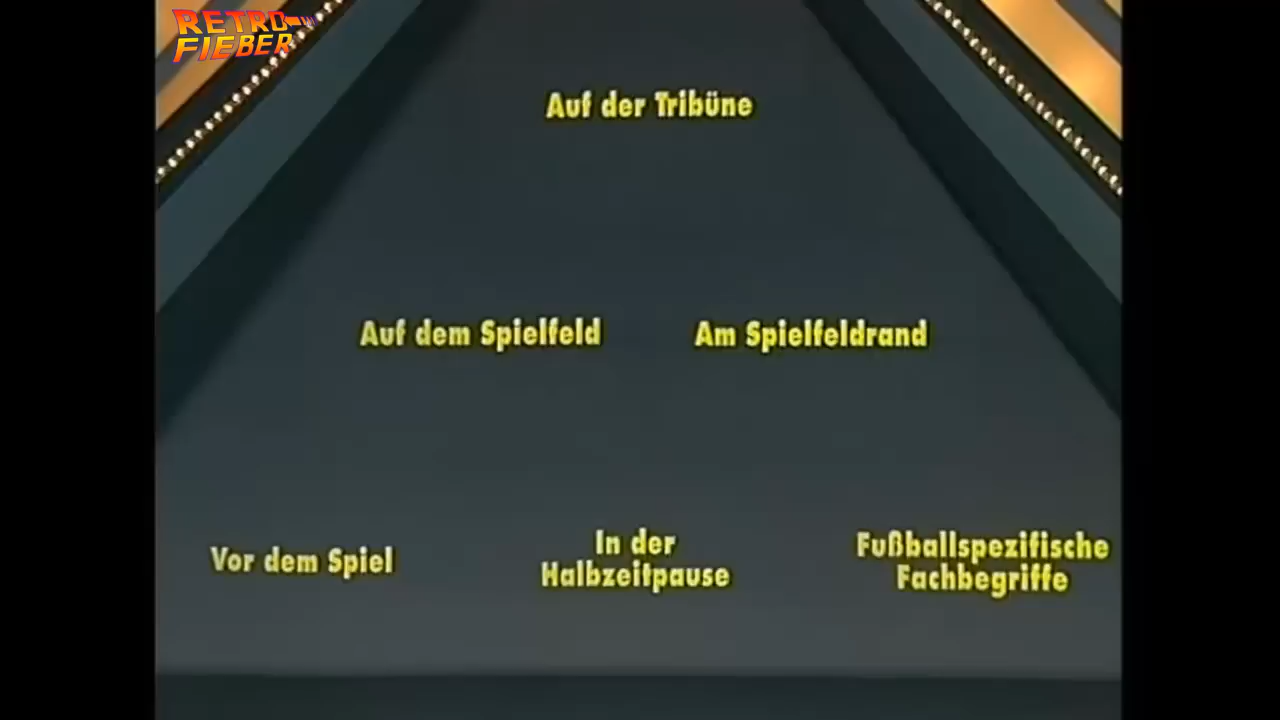 RETRO-
FIEBER
Auf der Tribüne
Auf dem Spielfeld
Am Spielfeldrand
Vor dem Spiel
In der
Halbzeitpause
Fußballspezifische
Fachbegriffe